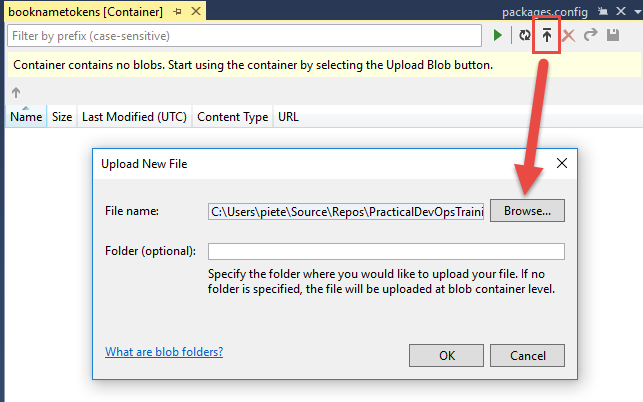 booknametokens [Container]
packages.config
Filter by prefix (case-sensitive)
Container contains no blobs. Start using the container by selecting the Upload Blob button.
Name Size Last Modified (UTC) Content Type URL
Upload New File
File name: C:\Users\piete\Source\Repos\PracticalDevOpsTraini Browse...
Folder (optional):
Specify the folder where you would like to upload your file. If no
folder is specified, the file will be uploaded at blob container level.
What are blob folders?
OK Cancel